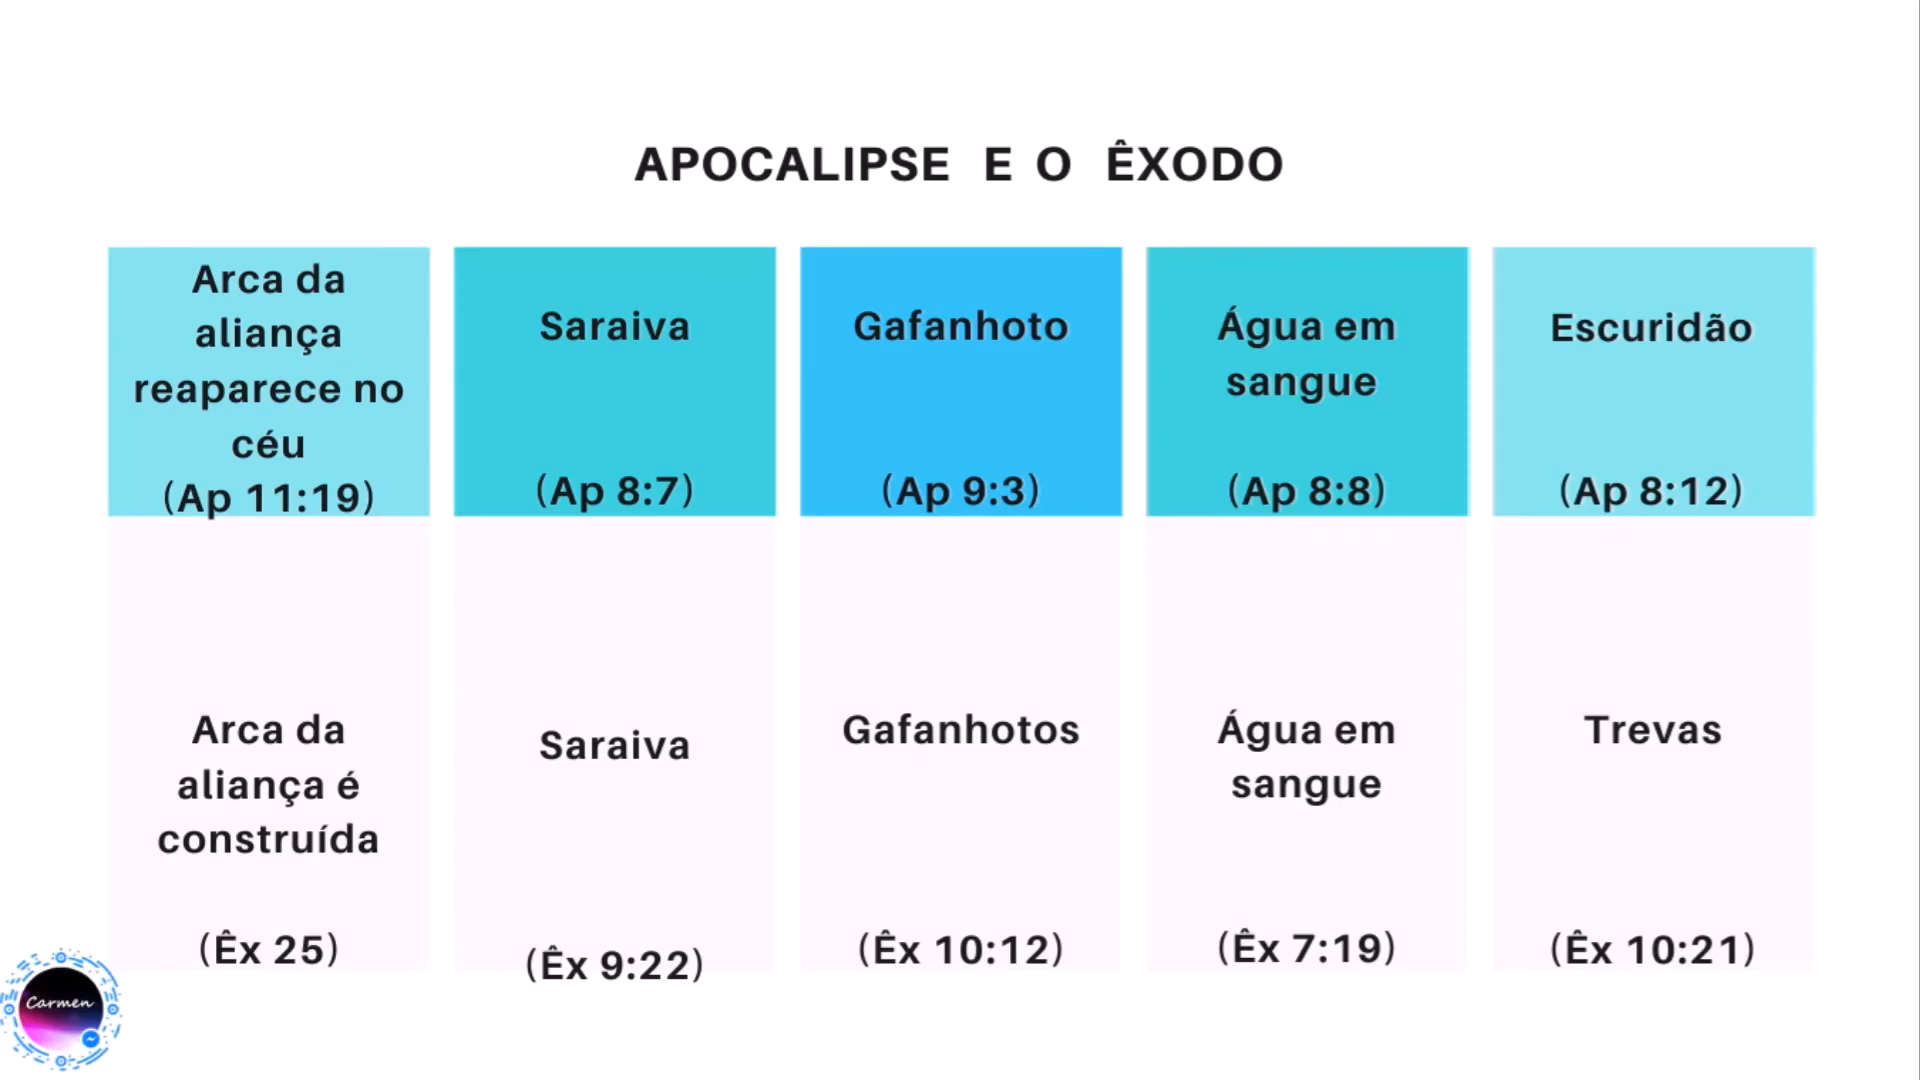 APOCALIPSE E O ÊXODO
Arca da
aliança
reaparece no
céu
(Ap 11:19)
Saraiva
(Ap 8:7)
Gafanhoto
(Ap 9:3)
Água em
sangue
(Ap 8:8)
Escuridão
(Ap 8:12)
Arca da
aliança é
construída
(Êx 25)
Saraiva
(Êx 9:22)
Gafanhotos
(Êx 10:12)
Água em
sangue
(Êx 7:19)
Trevas
(Êx 10:21)
Carmen